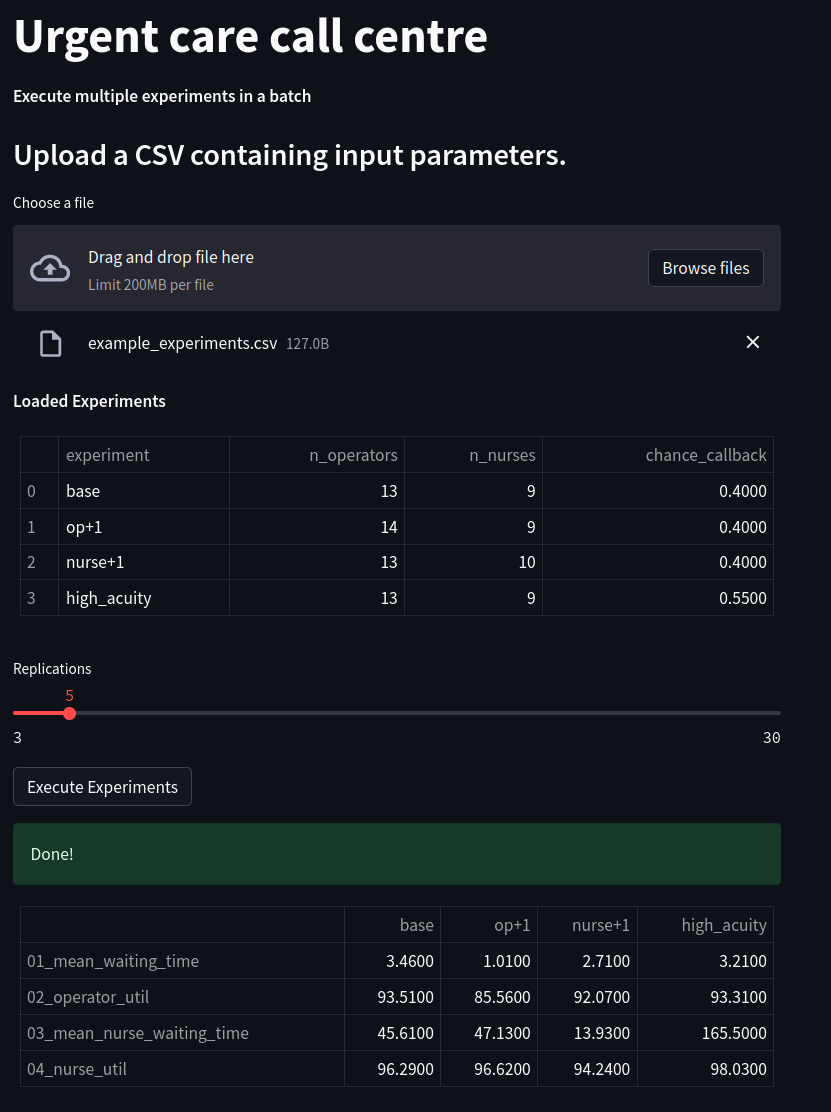 Urgent care call centre
Execute multiple experiments in a batch
Upload a CSV containing input parameters.
Choose a file
Drag and drop file here
Limit 200MB per file
Browse files
example_experiments.csv 127.0B
Loaded Experiments
experiment n_operators n_nurses chance_callback
0 base 13 9 0.4000
1 op+1 14 9 0.4000
2 nurse+1 13 10 0.4000
3 high_acuity 13 9 0.5500
Replications
5
3 30
Execute Experiments
Done!
base op+1 nurse+1 high_acuity
01_mean_waiting_time 3.4600 1.0100 2.7100 3.2100
02_operator_util 93.5100 85.5600 92.0700 93.3100
03_mean_nurse_waiting_time 45.6100 47.1300 13.9300 165.5000
04_nurse_util 96.2900 96.6200 94.2400 98.0300